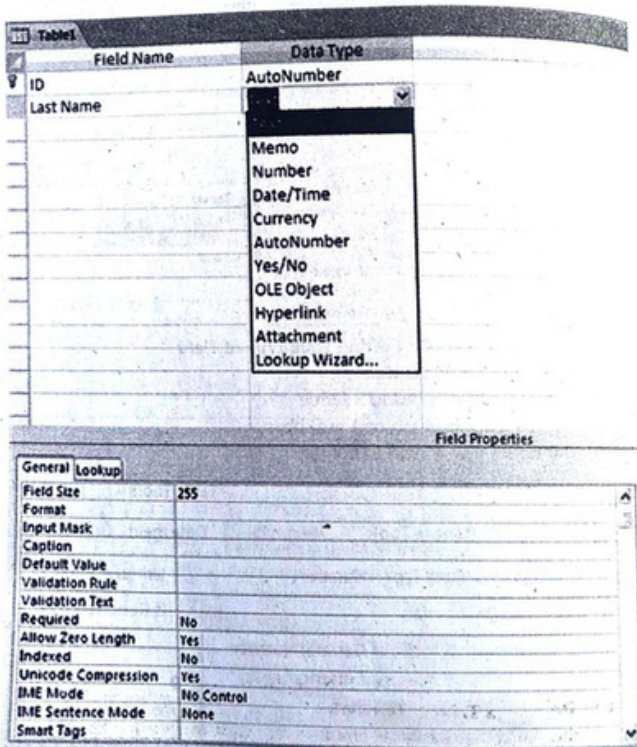 Table1
Field Name Data Type
ID AutoNumber
Last Name
Memo
Number
Date/Time
Currency
AutoNumber
Yes/No
OLE Object
Hyperlink
Attachment
Lookup Wizard...
Field Properties
General Lookup
Field Size 255
Format
Input Mask
Caption
Default Value
Validation Rule
Validation Text
Required No
Allow Zero Length Yes
Indexed No
Unicode Compression Yes
IME Mode No Control
IME Sentence Mode None
Smart Tags